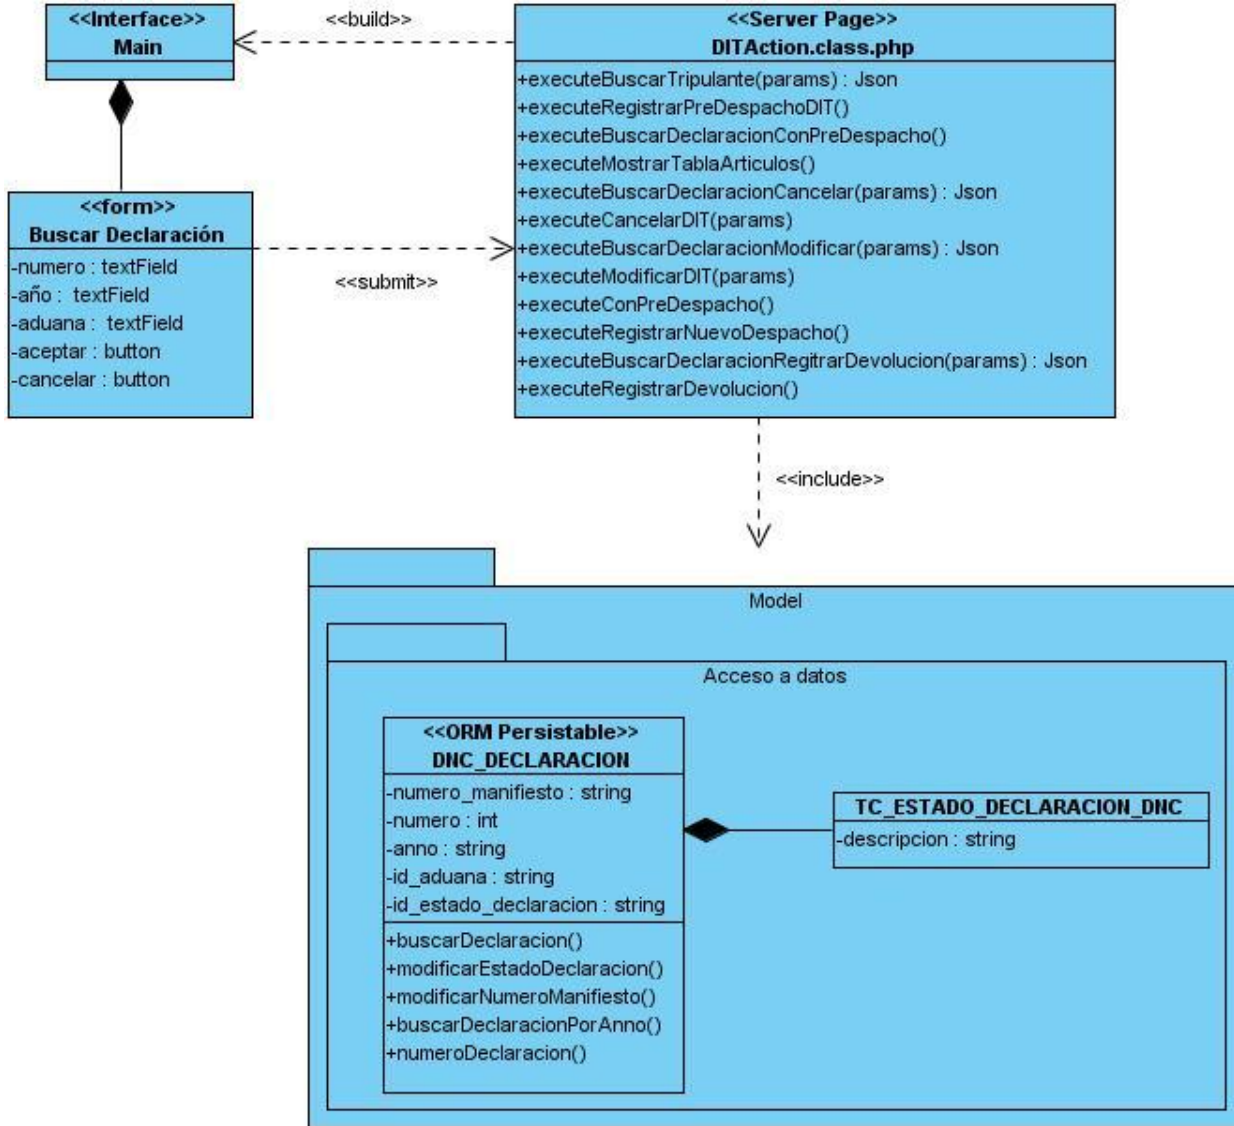 <<Interface>>
Main
<<build>>
<<Server Page>>
DITAction.class.php
+executeBuscarTripulante(params) : Json
+executeRegistrarPreDespachoDIT()
+executeBuscarDeclaracionConPreDespacho()
+executeMostrarTablaArticulos()
+executeBuscarDeclaracionCancelar(params) : Json
+executeCancelarDIT(params)
+executeBuscarDeclaracionModificar(params) : Json
+executeModificarDIT(params)
+executeConPreDespacho()
+executeRegistrarNuevoDespacho()
+executeBuscarDeclaracionRegitrarDevolucion(params) : Json
+executeRegistrarDevolucion()
<<form>>
Buscar Declaración
-numero : textField
-año : textField
-aduana : textField
-aceptar : button
-cancelar : button
<<submit>>
<<include>>
Model
Acceso a datos
<<ORM Persistable>>
DNC_DECLARACION
-numero_manifiesto : string
-numero : int
-anno : string
-id_aduana : string
-id_estado_declaracion : string
+buscarDeclaracion()
+modificarEstadoDeclaracion()
+modificarNumeroManifiesto()
+buscarDeclaracionPorAnno()
+numeroDeclaracion()
TC_ESTADO_DECLARACION_DNC
-descripcion : string